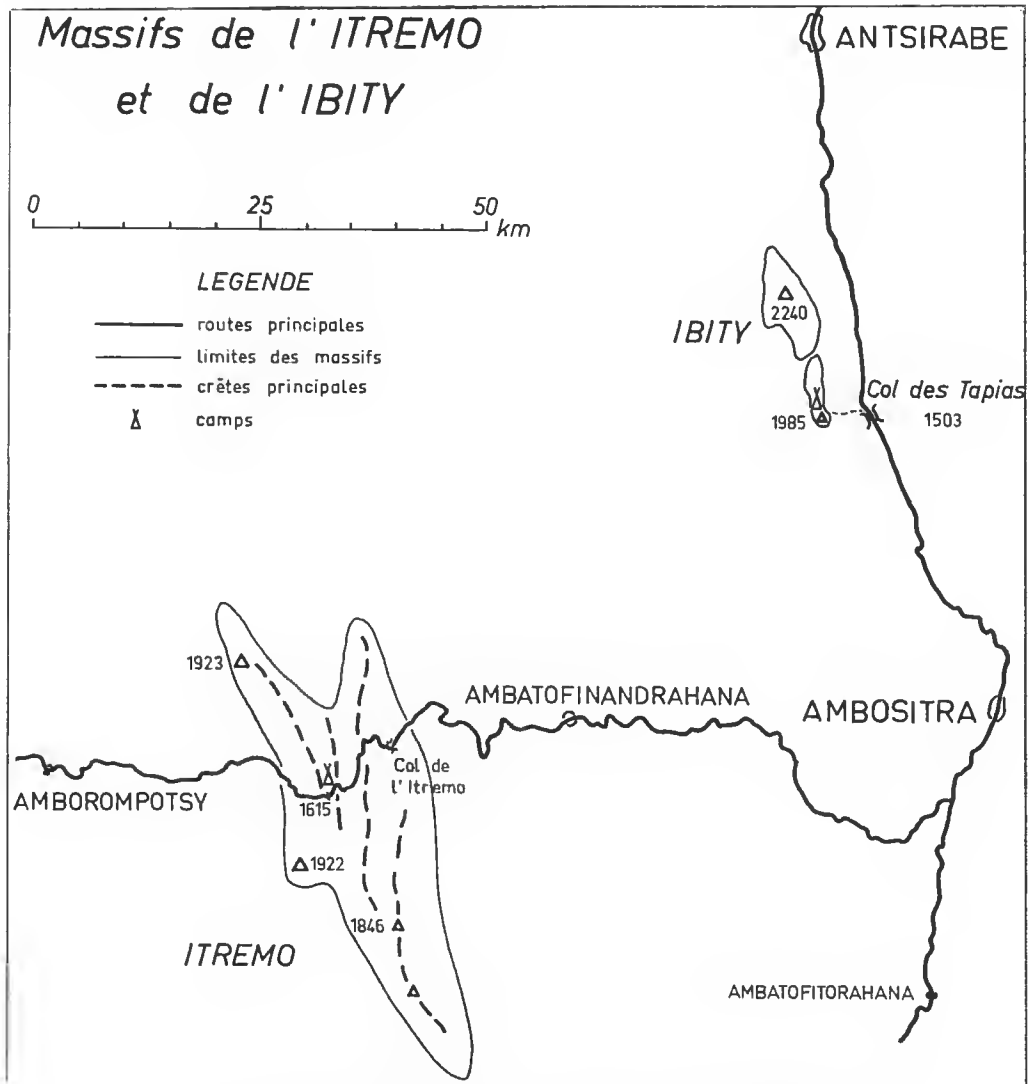 Massifs de l'ITREMO
et de l'IBITY
ANTSIRABE
0 25 50
km
LEGENDE
routes principales
limites des massifs
crêtes principales
camps
2240
IBITY
Col des Tapias
1985
1503
1923
AMBATOFINANDRAHANA
AMBOSITRA
Col de
l'Itremo
AMBOROMPOTSY
1615
1922
1846
ITREMO
AMBATOFITORAHANA